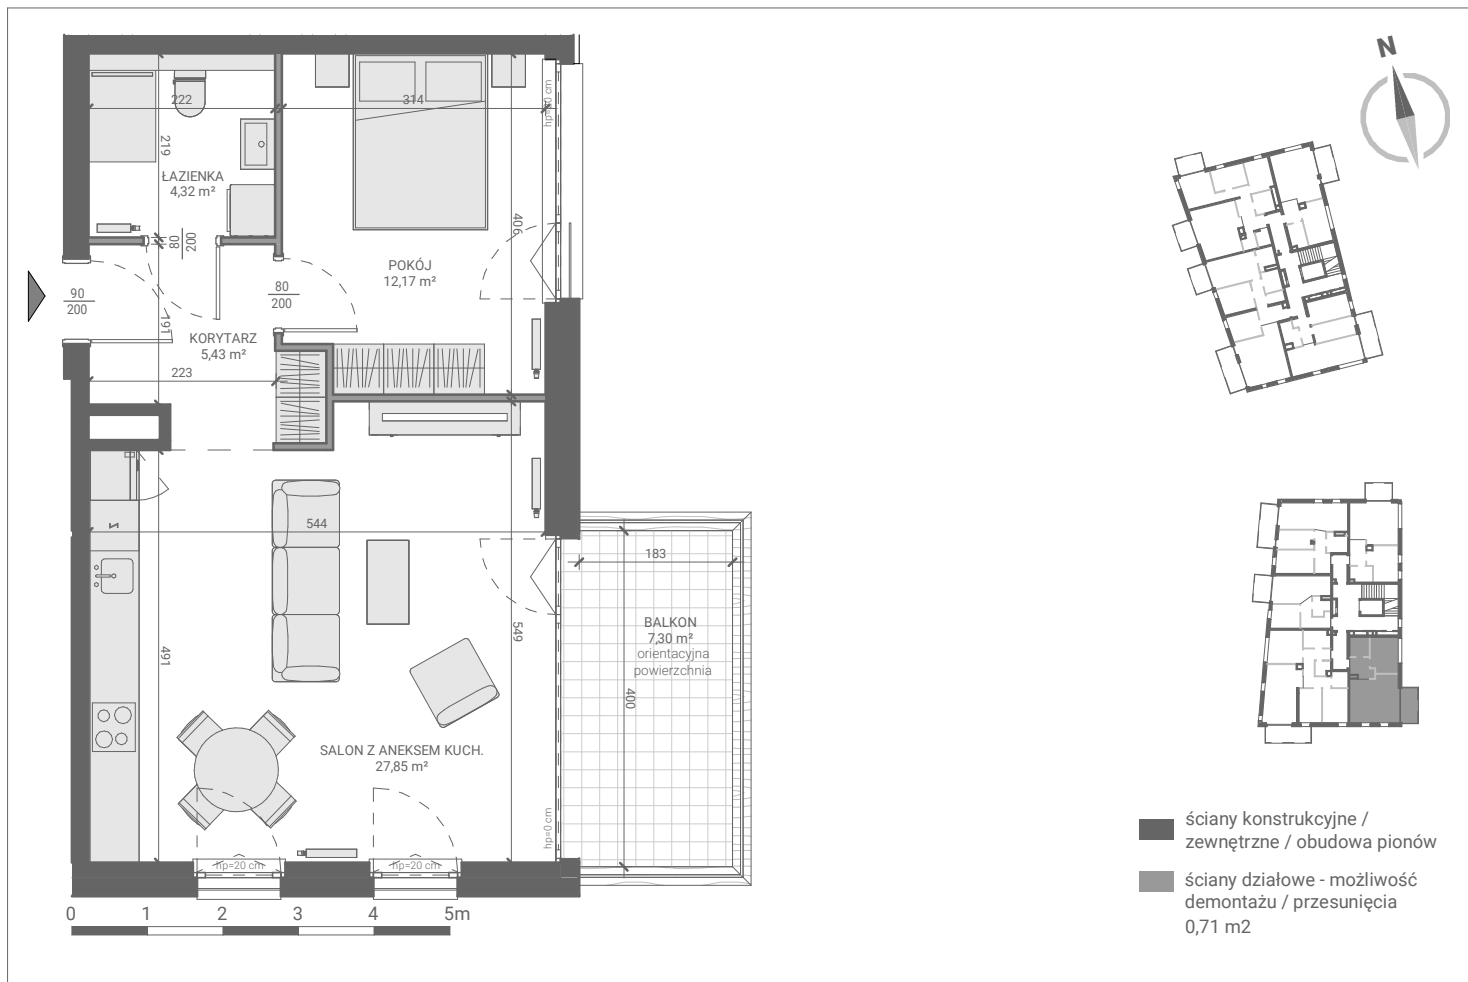 N
222
314
hp=20 cm
219
ŁAZIENKA
4,32 m²
80
200
406
POKÓJ
12,17 m²
90
200
80
200
191
KORYTARZ
5,43 m²
223
544
183
BALKON
7,30 m²
orientacyjna
powierzchnia
549
491
400
SALON Z ANEKSEM KUCH.
27,85 m²
hp=0 cm
hp=20 cm
hp=20 cm
0 1 2 3 4 5m
ściany konstrukcyjne /
zewnętrzne / obudowa pionów
ściany działowe - możliwość
demontażu / przesunięcia
0,71 m2